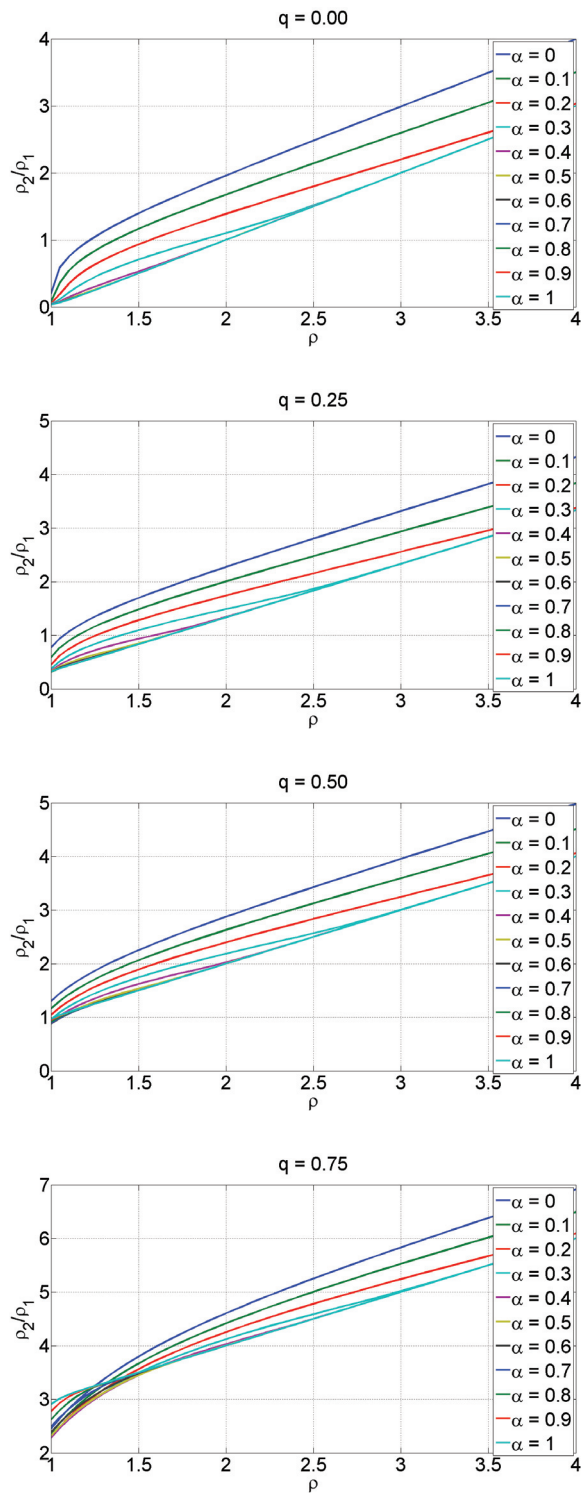 q = 0.00
4
3
2
1
0
ρ₂/ρ₁
1
1.5
2
2.5
3
3.5
4
ρ
α = 0
α = 0.1
α = 0.2
α = 0.3
α = 0.4
α = 0.5
α = 0.6
α = 0.7
α = 0.8
α = 0.9
α = 1
q = 0.25
5
4
3
2
1
0
ρ₂/ρ₁
1
1.5
2
2.5
3
3.5
4
ρ
α = 0
α = 0.1
α = 0.2
α = 0.3
α = 0.4
α = 0.5
α = 0.6
α = 0.7
α = 0.8
α = 0.9
α = 1
q = 0.50
5
4
3
2
1
0
ρ₂/ρ₁
1
1.5
2
2.5
3
3.5
4
ρ
α = 0
α = 0.1
α = 0.2
α = 0.3
α = 0.4
α = 0.5
α = 0.6
α = 0.7
α = 0.8
α = 0.9
α = 1
q = 0.75
7
6
5
4
3
2
ρ₂/ρ₁
1
1.5
2
2.5
3
3.5
4
ρ
α = 0
α = 0.1
α = 0.2
α = 0.3
α = 0.4
α = 0.5
α = 0.6
α = 0.7
α = 0.8
α = 0.9
α = 1